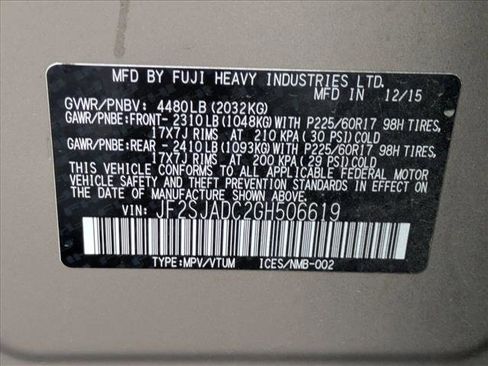 MFD BY FUJI HEAVY INDUSTRIES LTD.
MFD IN 12/15
GVWR/PNBV: 4480LB(2032KG)
GAWR/PNBE:FRONT-2310LB(1048KG)WITH P225/60R17 98H TIRES,
17X7J RIMS AT 210 KPA(30 PSI)COLD
GAWR/PNBE:REAR -2410LB(1093KG)WITH P225/60R17 98H TIRES,
17X7J RIMS AT 200 KPA(29 PSI)COLD
THIS VEHICLE CONFORMS TO ALL APPLICABLE FEDERAL MOTOR
VEHICLE SAFETY AND THEFT PREVENTION STANDARDS IN EFFECT
ON THE DATE OF MANUFACTURE SHOWN ABOVE.
VIN: JF2SJADC2GH506619
TYPE:MPV/VTUM ICES/NMB-002